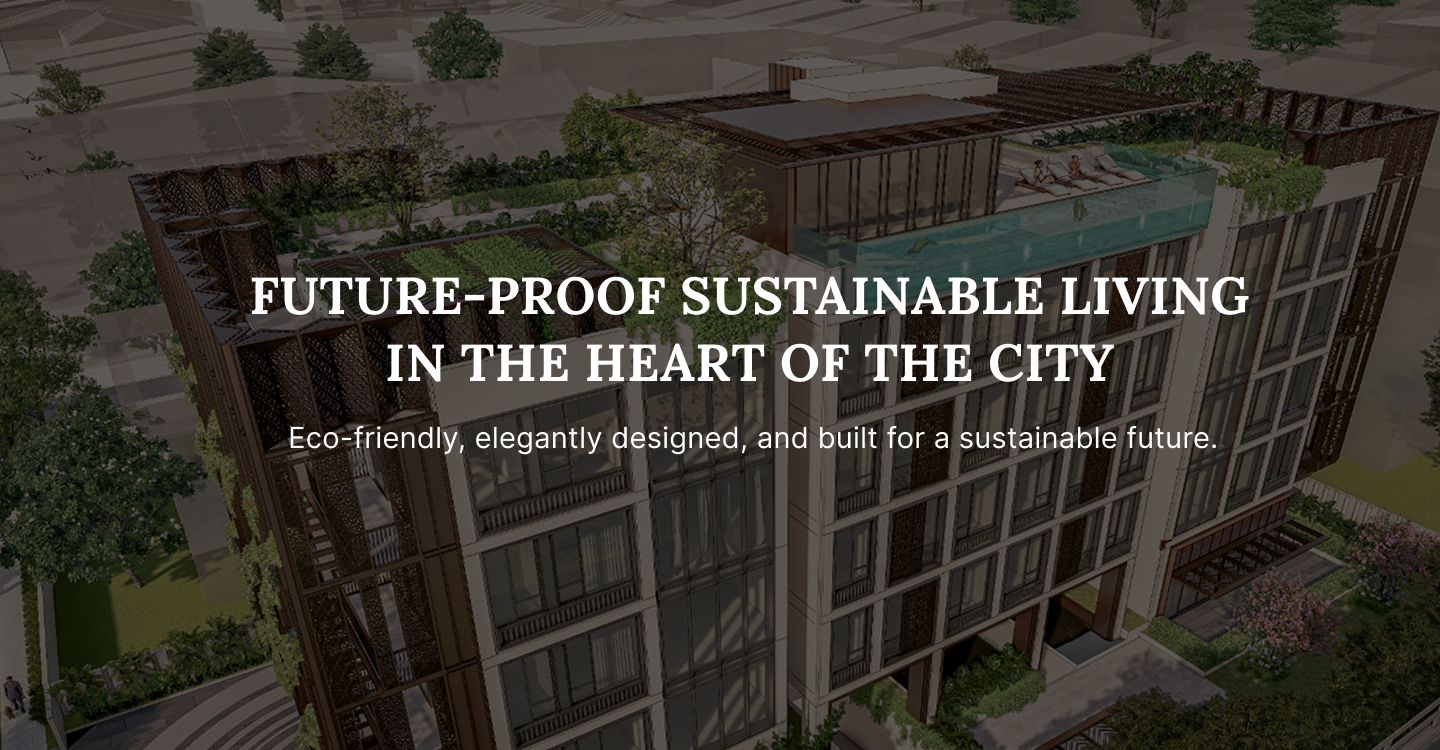 FUTURE-PROOF SUSTAINABLE LIVING
IN THE HEART OF THE CITY
Eco-friendly, elegantly designed, and built for a sustainable future.